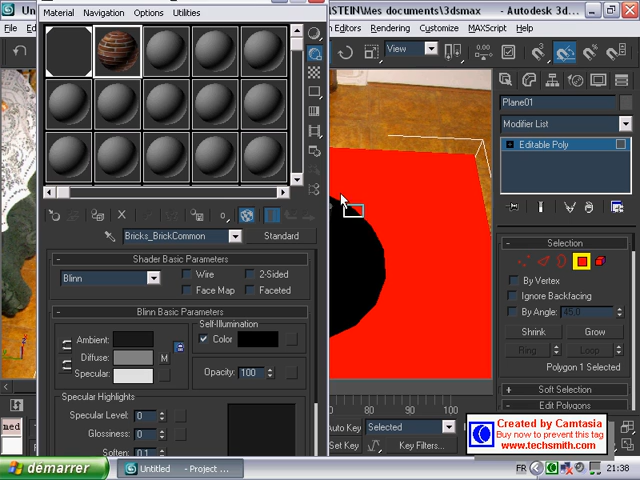 STEIN\Mes documents\3dsmax
- Autodesk 3d...
Material Navigation Options Utilities
Editors Rendering Customize MAXScript Help
View
Plane01
Modifier List
Editable Poly
Bricks_BrickCommon
Standard
Shader Basic Parameters
Blinn
Wire
2-Sided
Face Map
Faceted
Blinn Basic Parameters
Self-Illumination
Ambient:
Color
Diffuse:
M
Specular:
Opacity: 100
Specular Highlights
Specular Level: 0
Glossiness: 0
Soften: 0,1
Selection
By Vertex
Ignore Backfacing
By Angle: 45,0
Shrink
Grow
Ring
Loop
Polygon 1 Selected
Soft Selection
Edit Polygons
80
90
100
Auto Key
Selected
Set Key
Key Filters...
med
Created by Camtasia
Buy now to prevent this tag
www.techsmith.com
démarrer
Untitled - Project ...
FR
21:38